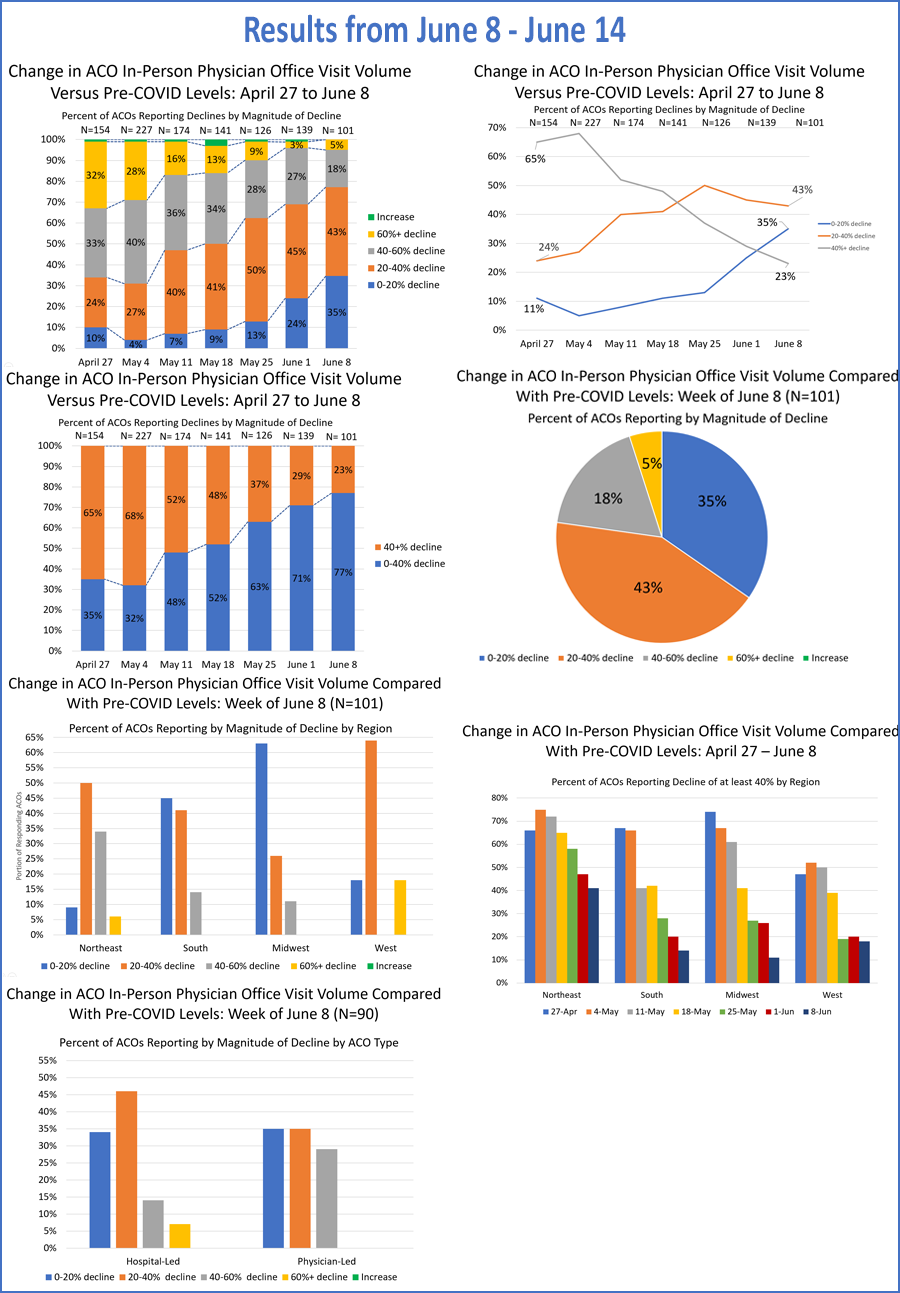 Results from June 8 - June 14
Change in ACO In-Person Physician Office Visit Volume
Versus Pre-COVID Levels: April 27 to June 8
Percent of ACOs Reporting Declines by Magnitude of Decline
N=154 N= 227 N= 174 N= 141 N= 126 N= 139 N= 101
100%
90%
80%
70%
60%
50%
40%
30%
20%
10%
0%
32% 28% 16% 13% 9% 3% 5%
33% 40% 36% 34% 28% 27% 18%
24% 27% 40% 41% 50% 45% 43%
10% 4% 7% 9% 13% 24% 35%
April 27 May 4 May 11 May 18 May 25 June 1 June 8
Increase
60%+ decline
40-60% decline
20-40% decline
0-20% decline
Change in ACO In-Person Physician Office Visit Volume
Versus Pre-COVID Levels: April 27 to June 8
Percent of ACOs Reporting Declines by Magnitude of Decline
N=154 N= 227 N= 174 N=141 N=126 N=139 N=101
70%
60%
50%
40%
30%
20%
10%
0%
65%
24%
11%
43%
35%
23%
April 27 May 4 May 11 May 18 May 25 June 1 June 8
0-20% decline
20-40% decline
40%+ decline
Change in ACO In-Person Physician Office Visit Volume
Versus Pre-COVID Levels: April 27 to June 8
Percent of ACOs Reporting Declines by Magnitude of Decline
N=154 N= 227 N= 174 N= 141 N= 126 N= 139 N= 101
100%
90%
80%
70%
60%
50%
40%
30%
20%
10%
0%
65% 68% 52% 48% 37% 29% 23%
35% 32% 48% 52% 63% 71% 77%
April 27 May 4 May 11 May 18 May 25 June 1 June 8
40+% decline
0-40% decline
Change in ACO In-Person Physician Office Visit Volume Compared
With Pre-COVID Levels: Week of June 8 (N=101)
Percent of ACOs Reporting by Magnitude of Decline
5%
35%
18%
43%
0-20% decline 20-40% decline 40-60% decline 60%+ decline Increase
Change in ACO In-Person Physician Office Visit Volume Compared
With Pre-COVID Levels: Week of June 8 (N=101)
Percent of ACOs Reporting by Magnitude of Decline by Region
Portion of Responding ACOs
65%
60%
55%
50%
45%
40%
35%
30%
25%
20%
15%
10%
5%
0%
Northeast South Midwest West
0-20% decline 20-40% decline 40-60% decline 60%+ decline Increase
Change in ACO In-Person Physician Office Visit Volume Compared
With Pre-COVID Levels: April 27 – June 8
Percent of ACOs Reporting Decline of at least 40% by Region
80%
70%
60%
50%
40%
30%
20%
10%
0%
Northeast South Midwest West
27-Apr 4-May 11-May 18-May 25-May 1-Jun 8-Jun
Change in ACO In-Person Physician Office Visit Volume Compared
With Pre-COVID Levels: Week of June 8 (N=90)
Percent of ACOs Reporting by Magnitude of Decline by ACO Type
55%
50%
45%
40%
35%
30%
25%
20%
15%
10%
5%
0%
Hospital-Led Physician-Led
0-20% decline 20-40% decline 40-60% decline 60%+ decline Increase